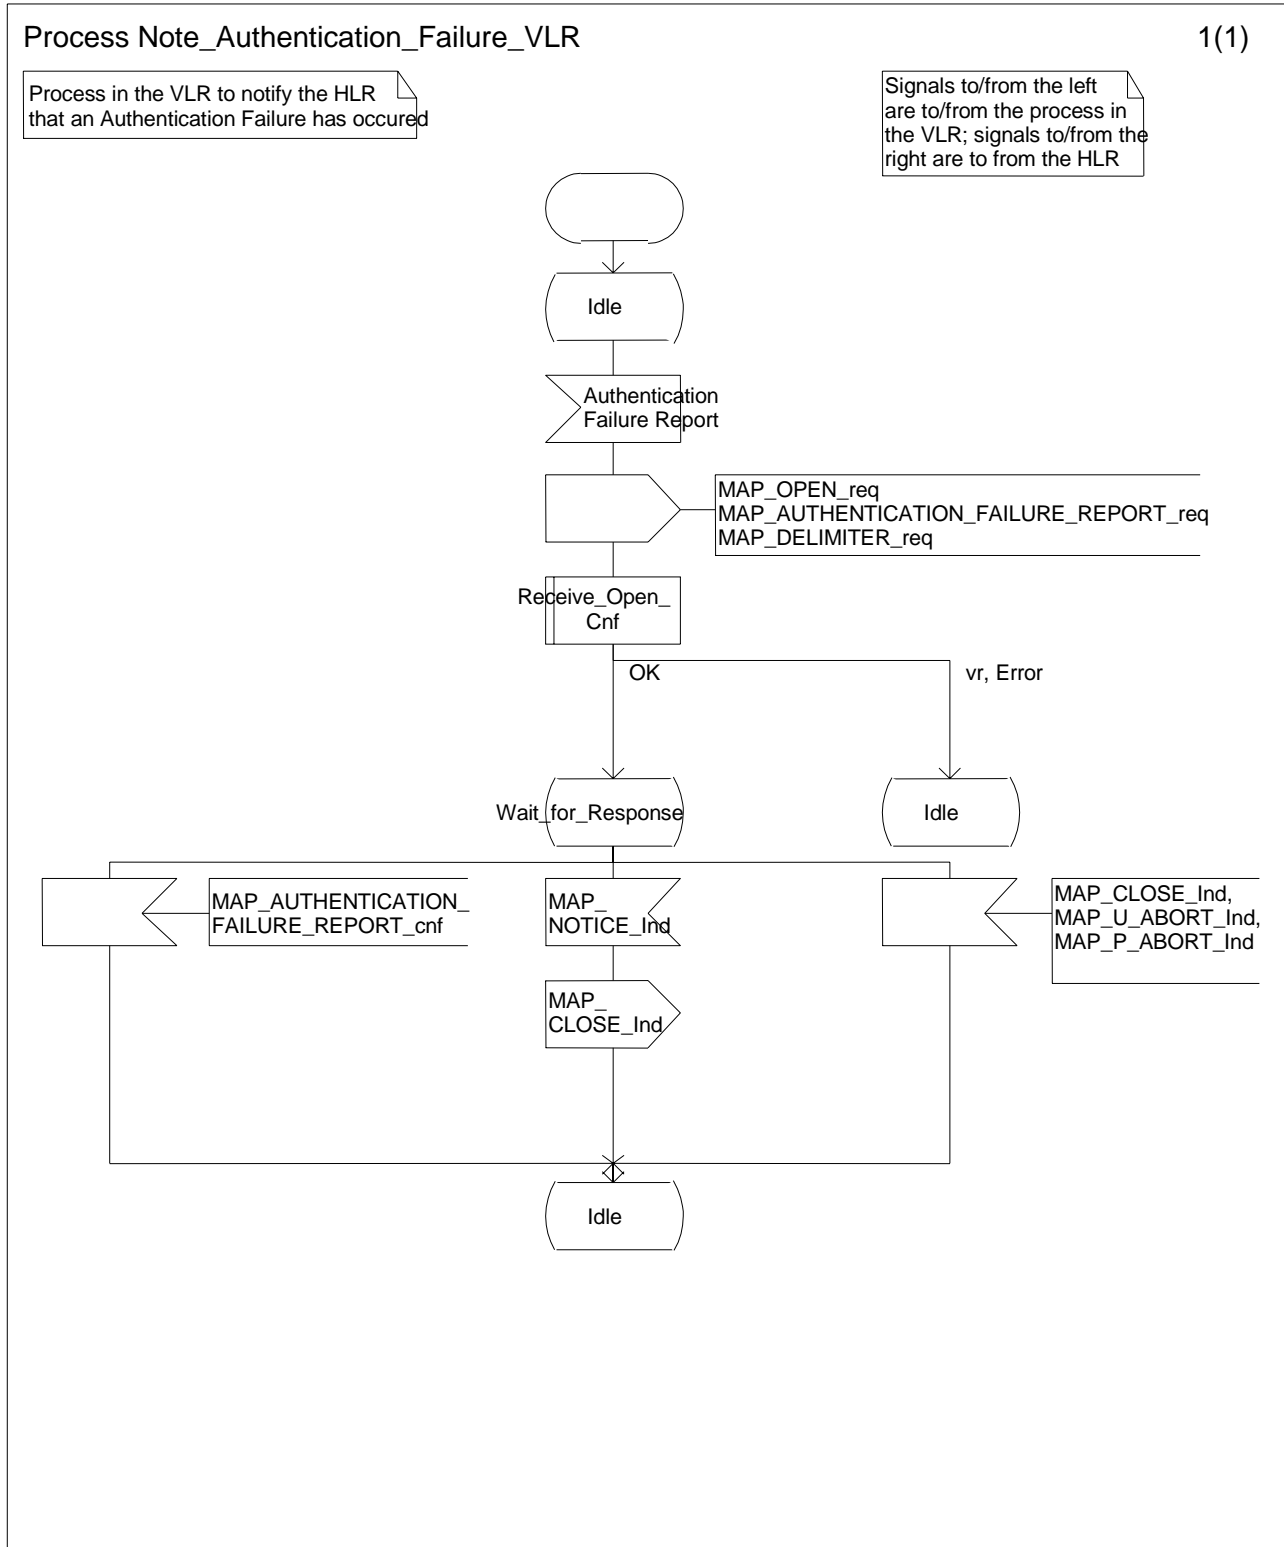 Process Note_Authentication_Failure_VLR
1(1)
Process in the VLR to notify the HLR
that an Authentication Failure has occured
Signals to/from the left
are to/from the process in
the VLR; signals to/from the
right are to from the HLR
Idle
Authentication
Failure Report
MAP_OPEN_req
MAP_AUTHENTICATION_FAILURE_REPORT_req
MAP_DELIMITER_req
Receive_Open_
Cnf
OK
vr, Error
Wait_for_Response
Idle
MAP_AUTHENTICATION_
FAILURE_REPORT_cnf
MAP_
NOTICE_Ind
MAP_CLOSE_Ind,
MAP_U_ABORT_Ind,
MAP_P_ABORT_Ind
MAP_
CLOSE_Ind
Idle